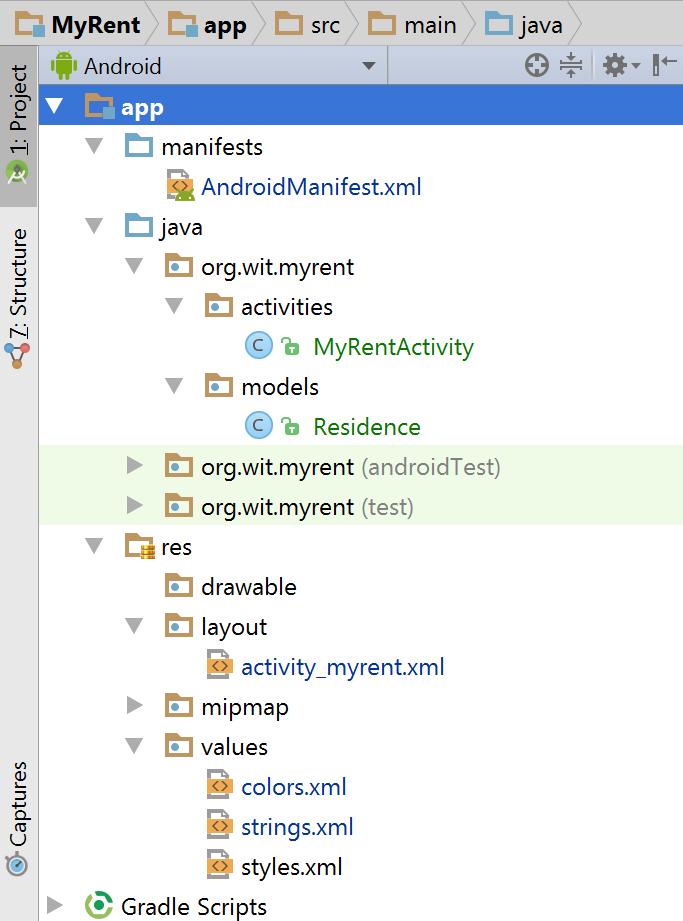 MyRent app src main java
1: Project
7: Structure
Captures
Android
app
manifests
AndroidManifest.xml
java
org.wit.myrent
activities
C MyRentActivity
models
C Residence
org.wit.myrent (androidTest)
org.wit.myrent (test)
res
drawable
layout
activity_myrent.xml
mipmap
values
colors.xml
strings.xml
styles.xml
Gradle Scripts